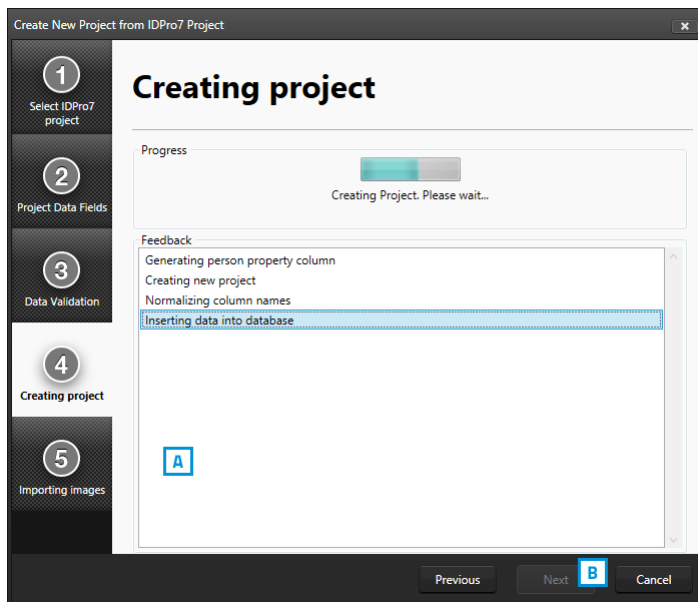 Create New Project from IDPro7 Project
1
Select IDPro7
project
2
Project Data Fields
3
Data Validation
4
Creating project
5
Importing images
Creating project
Progress
Creating Project. Please wait...
Feedback
Generating person property column
Creating new project
Normalizing column names
Inserting data into database
A
Previous
Next
B
Cancel